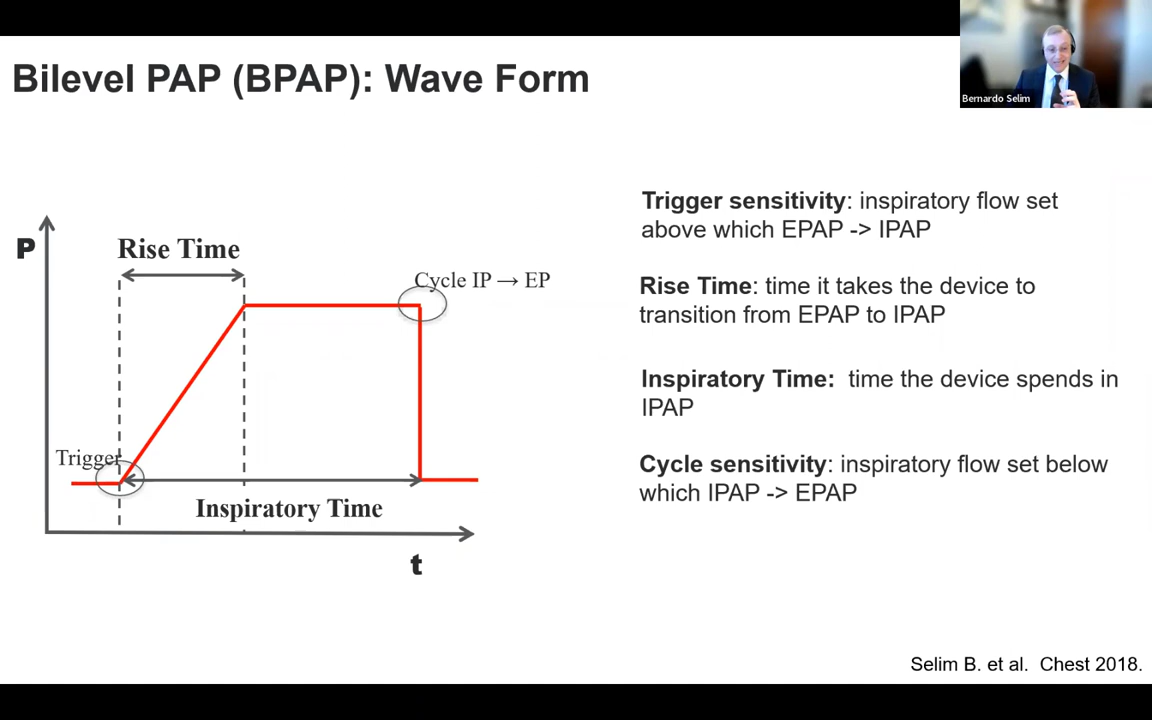 Bilevel PAP (BPAP): Wave Form
Bernardo Selim
P
Rise Time
Cycle IP → EP
Trigger
Inspiratory Time
t
Trigger sensitivity: inspiratory flow set
above which EPAP -> IPAP
Rise Time: time it takes the device to
transition from EPAP to IPAP
Inspiratory Time: time the device spends in
IPAP
Cycle sensitivity: inspiratory flow set below
which IPAP -> EPAP
Selim B. et al. Chest 2018.